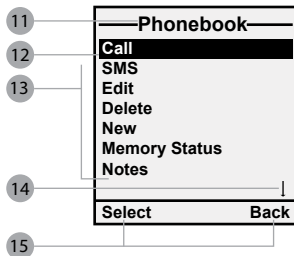 11
Phonebook
12
Call
13
SMS
Edit
Delete
New
Memory Status
Notes
14
Select Back
15